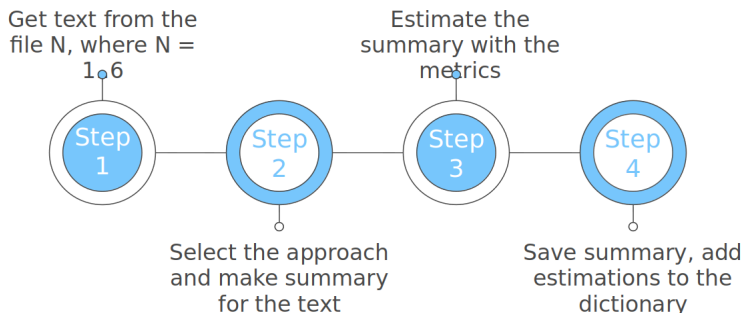 Get text from the
file N, where N =
1..6
Estimate the
summary with the
metrics
Step
1
Step
2
Step
3
Step
4
Select the approach
and make summary
for the text
Save summary, add
estimations to the
dictionary